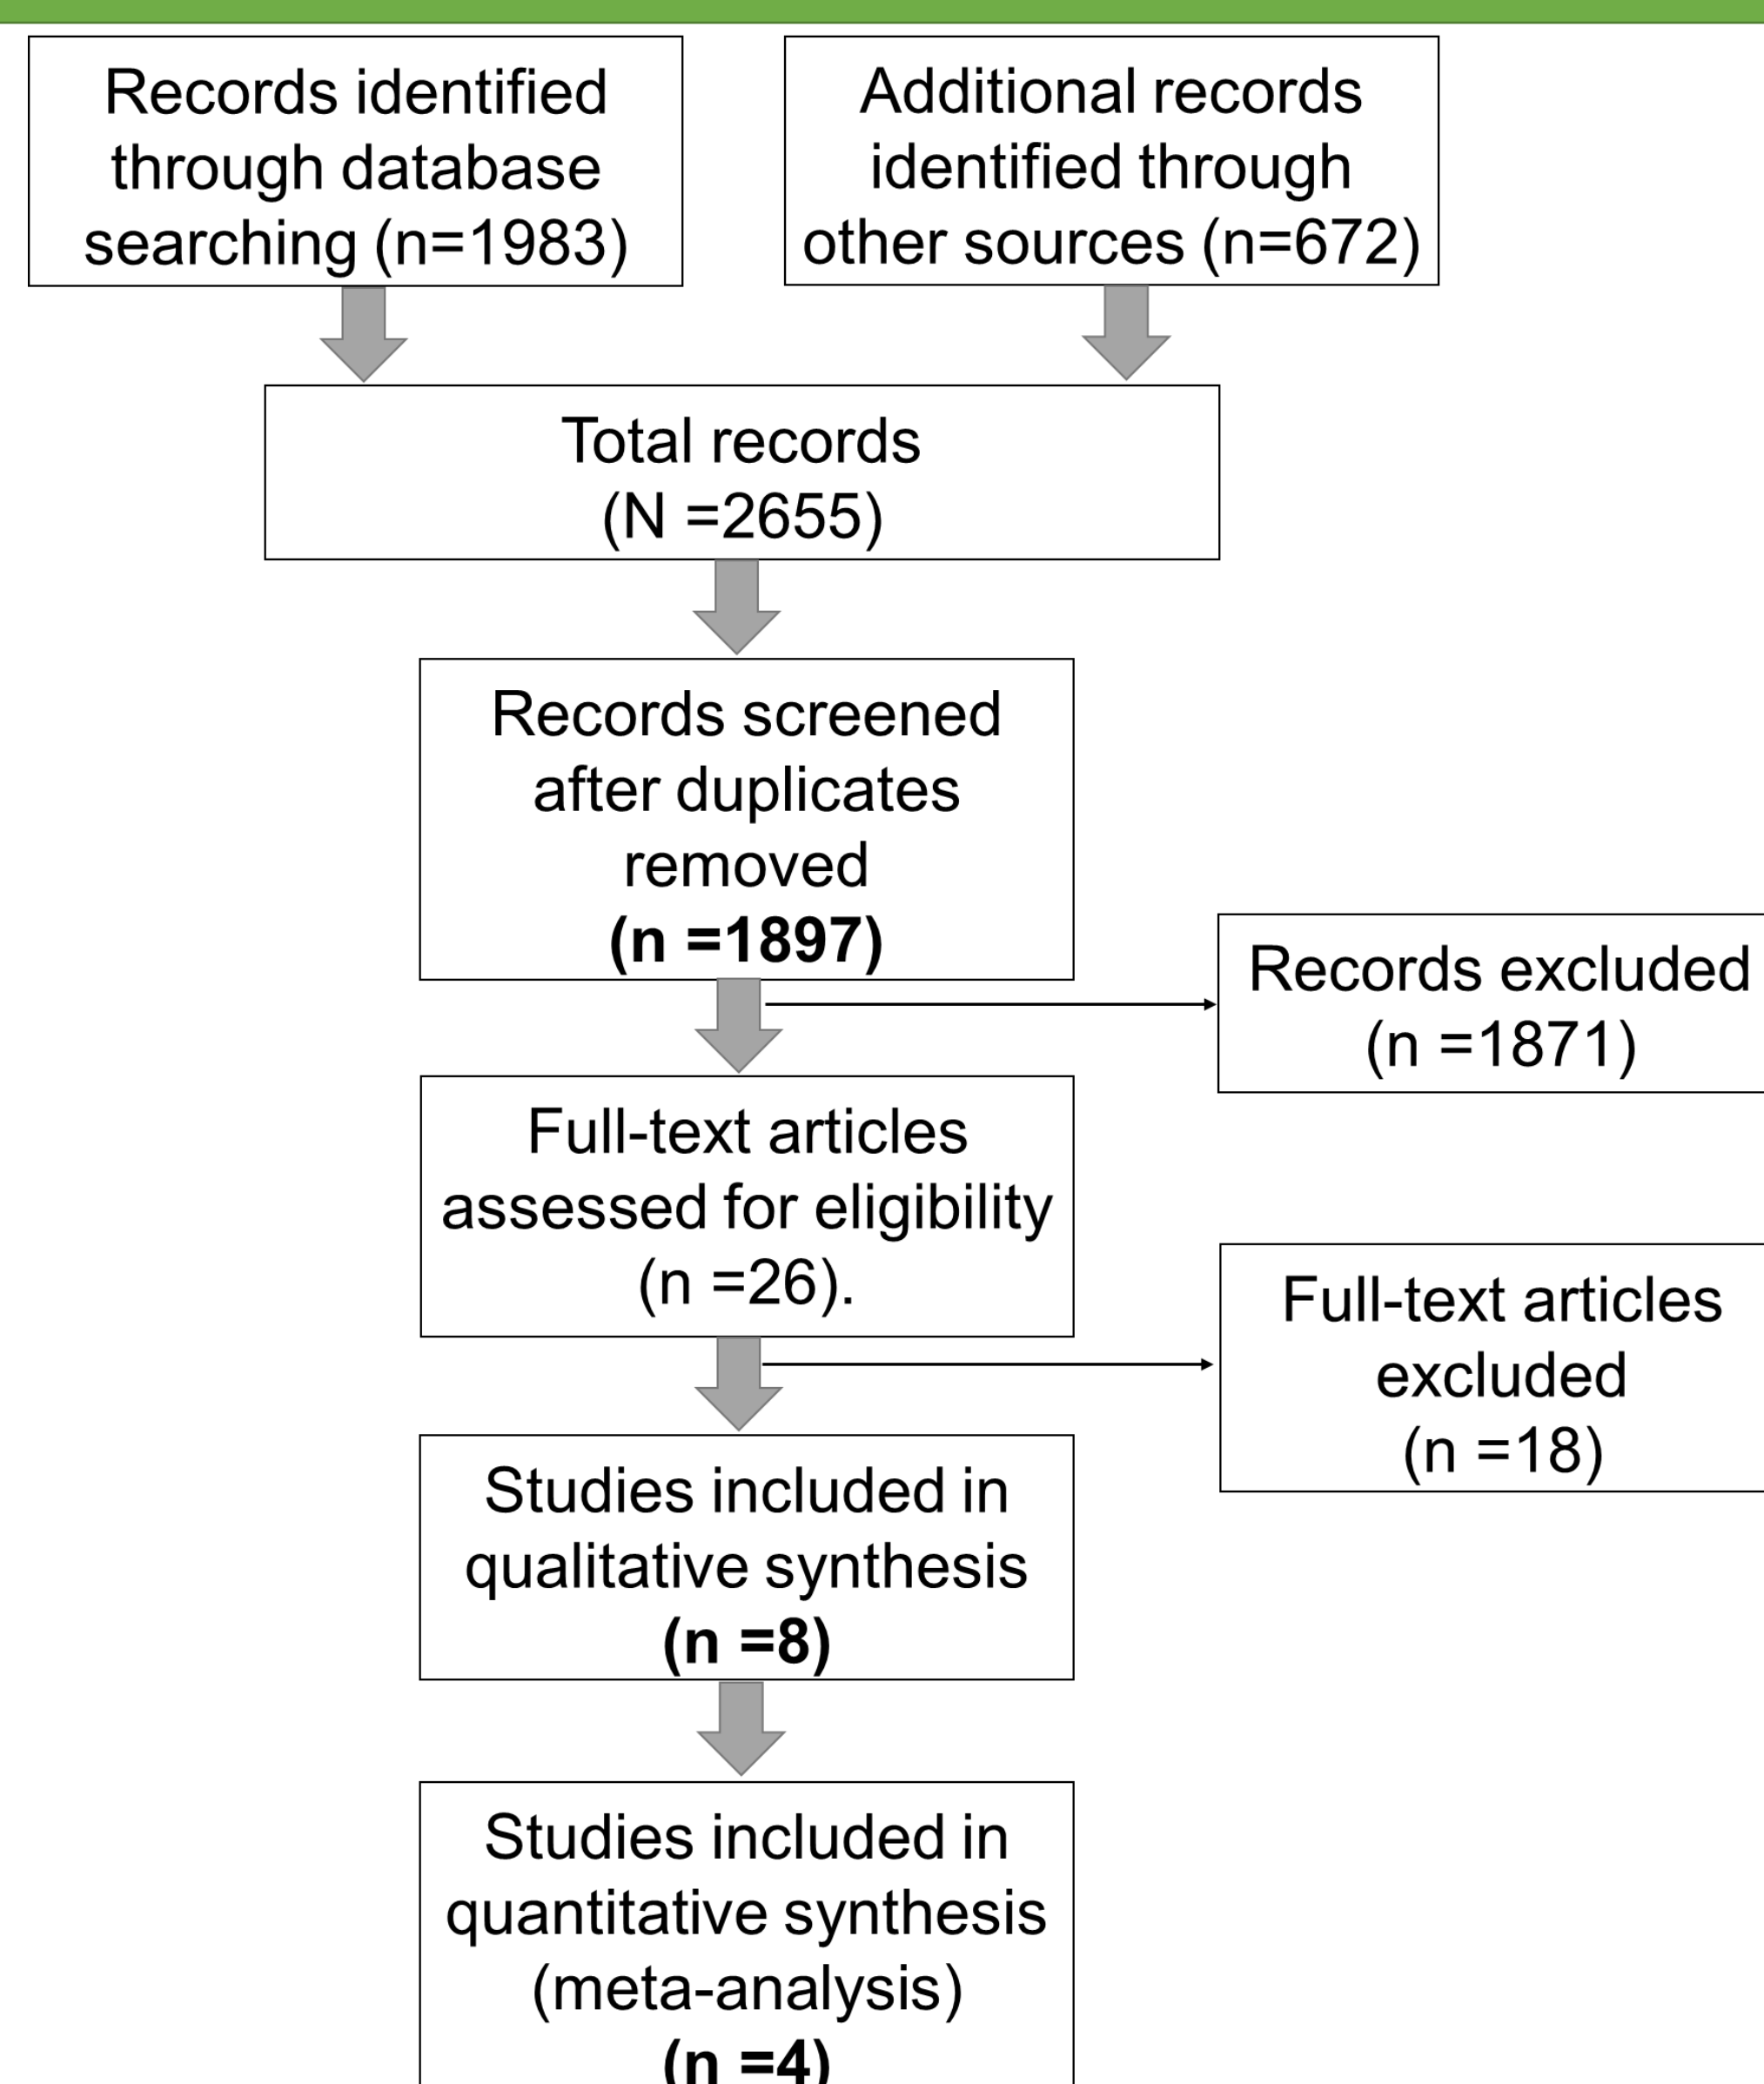 Records identified
through database
searching (n=1983)
Additional records
identified through
other sources (n=672)
Total records
(N =2655)
Records screened
after duplicates
removed
(n =1897)
Records excluded
(n =1871)
Full-text articles
assessed for eligibility
(n =26).
Full-text articles
excluded
(n =18)
Studies included in
qualitative synthesis
(n =8)
Studies included in
quantitative synthesis
(meta-analysis)
(n =4)